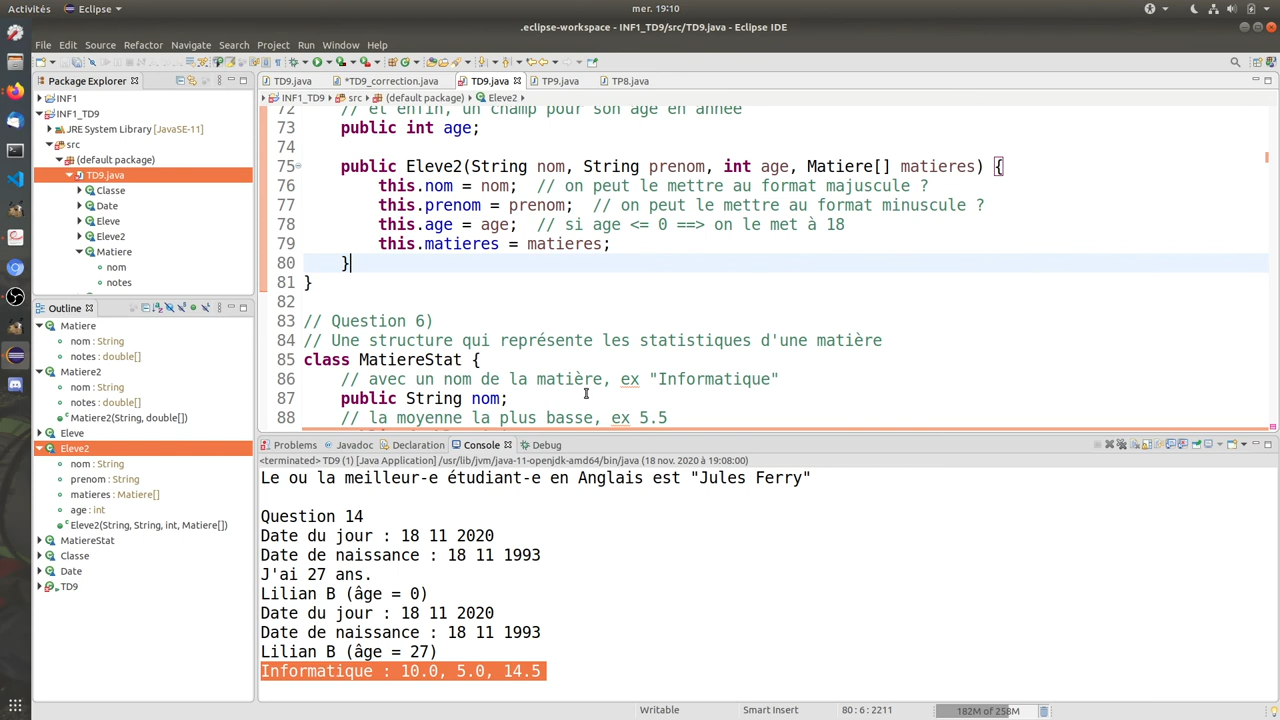 Activités
Eclipse
mer. 19:10
.eclipse-workspace - INF1_TD9/src/TD9.java - Eclipse IDE
File Edit Source Refactor Navigate Search Project Run Window Help
Package Explorer
INF1
INF1_TD9
JRE System Library [JavaSE-11]
src
(default package)
TD9.java
Classe
Date
Eleve
Eleve2
Matiere
nom
notes
Outline
Matiere
nom : String
notes : double[]
Matiere2
nom : String
notes : double[]
Matiere2(String, double[])
Eleve
Eleve2
nom : String
prenom : String
matieres : Matiere[]
age : int
Eleve2(String, String, int, Matiere[])
MatiereStat
Classe
Date
TD9
TD9.java *TD9_correction.java TD9.java TP9.java TP8.java
INF1_TD9 src (default package) Eleve2
72 // et enfin, un champ pour son age en année
73 public int age;
74
75 public Eleve2(String nom, String prenom, int age, Matiere[] matieres) {
76 this.nom = nom; // on peut le mettre au format majuscule ?
77 this.prenom = prenom; // on peut le mettre au format minuscule ?
78 this.age = age; // si age <= 0 ==> on le met à 18
79 this.matieres = matieres;
80 }
81 }
82
83 // Question 6)
84 // Une structure qui représente les statistiques d'une matière
85 class MatiereStat {
86 // avec un nom de la matière, ex "Informatique"
87 public String nom;
88 // la moyenne la plus basse, ex 5.5
Problems Javadoc Declaration Console Debug
<terminated> TD9 (1) [Java Application] /usr/lib/jvm/java-11-openjdk-amd64/bin/java (18 nov. 2020 à 19:08:00)
Le ou la meilleur-e étudiant-e en Anglais est "Jules Ferry"
Question 14
Date du jour : 18 11 2020
Date de naissance : 18 11 1993
J'ai 27 ans.
Lilian B (âge = 0)
Date du jour : 18 11 2020
Date de naissance : 18 11 1993
Lilian B (âge = 27)
Informatique : 10.0, 5.0, 14.5
Writable
Smart Insert
80 : 6 : 2211
182M of 258M